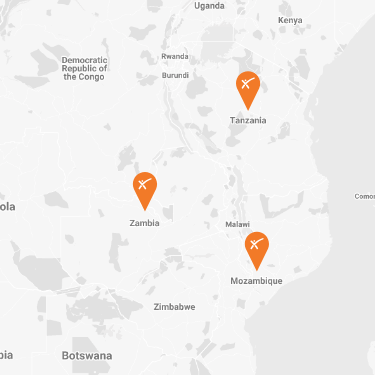 Uganda
Kenya
Rwanda
Democratic
Republic of
the Congo
Burundi
Tanzania
Comor
ola
Zambia
Malawi
Mozambique
Zimbabwe
bia
Botswana